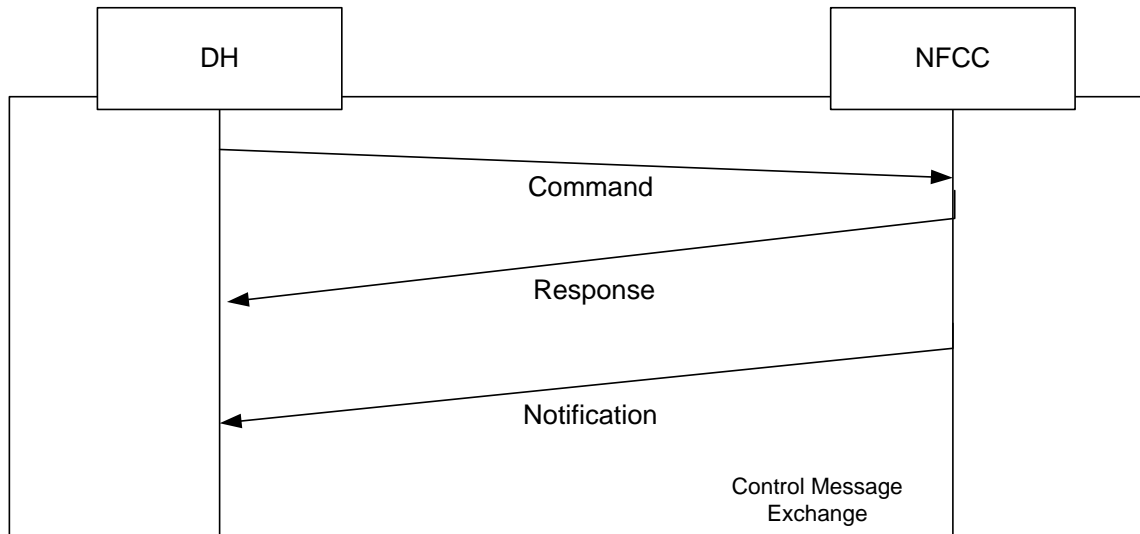 DH
NFCC
Command
Response
Notification
Control Message
Exchange